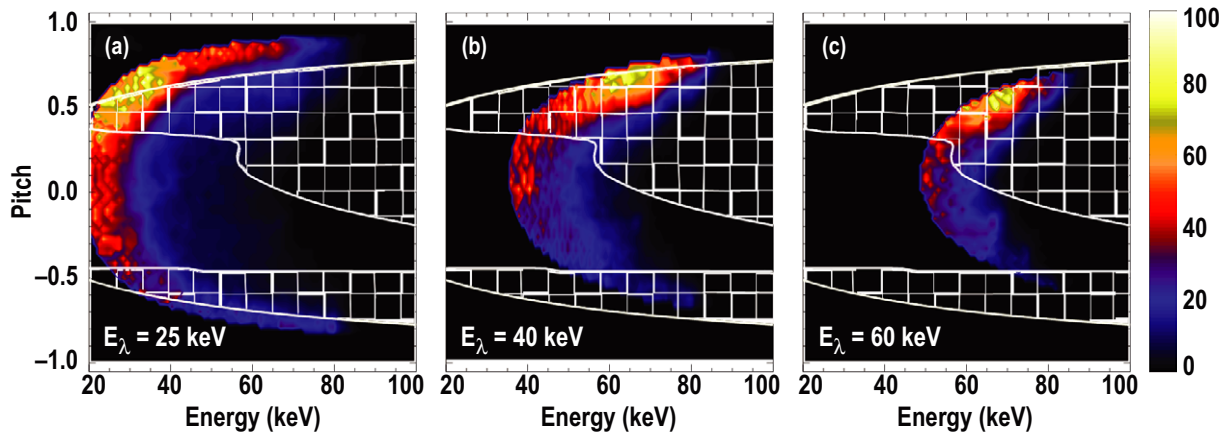 (a)
(b)
(c)
1.0
0.5
0.0
–0.5
–1.0
Pitch
E_λ = 25 keV
E_λ = 40 keV
E_λ = 60 keV
20 40 60 80 100
20 40 60 80 100
20 40 60 80 100
Energy (keV)
Energy (keV)
Energy (keV)
100
80
60
40
20
0